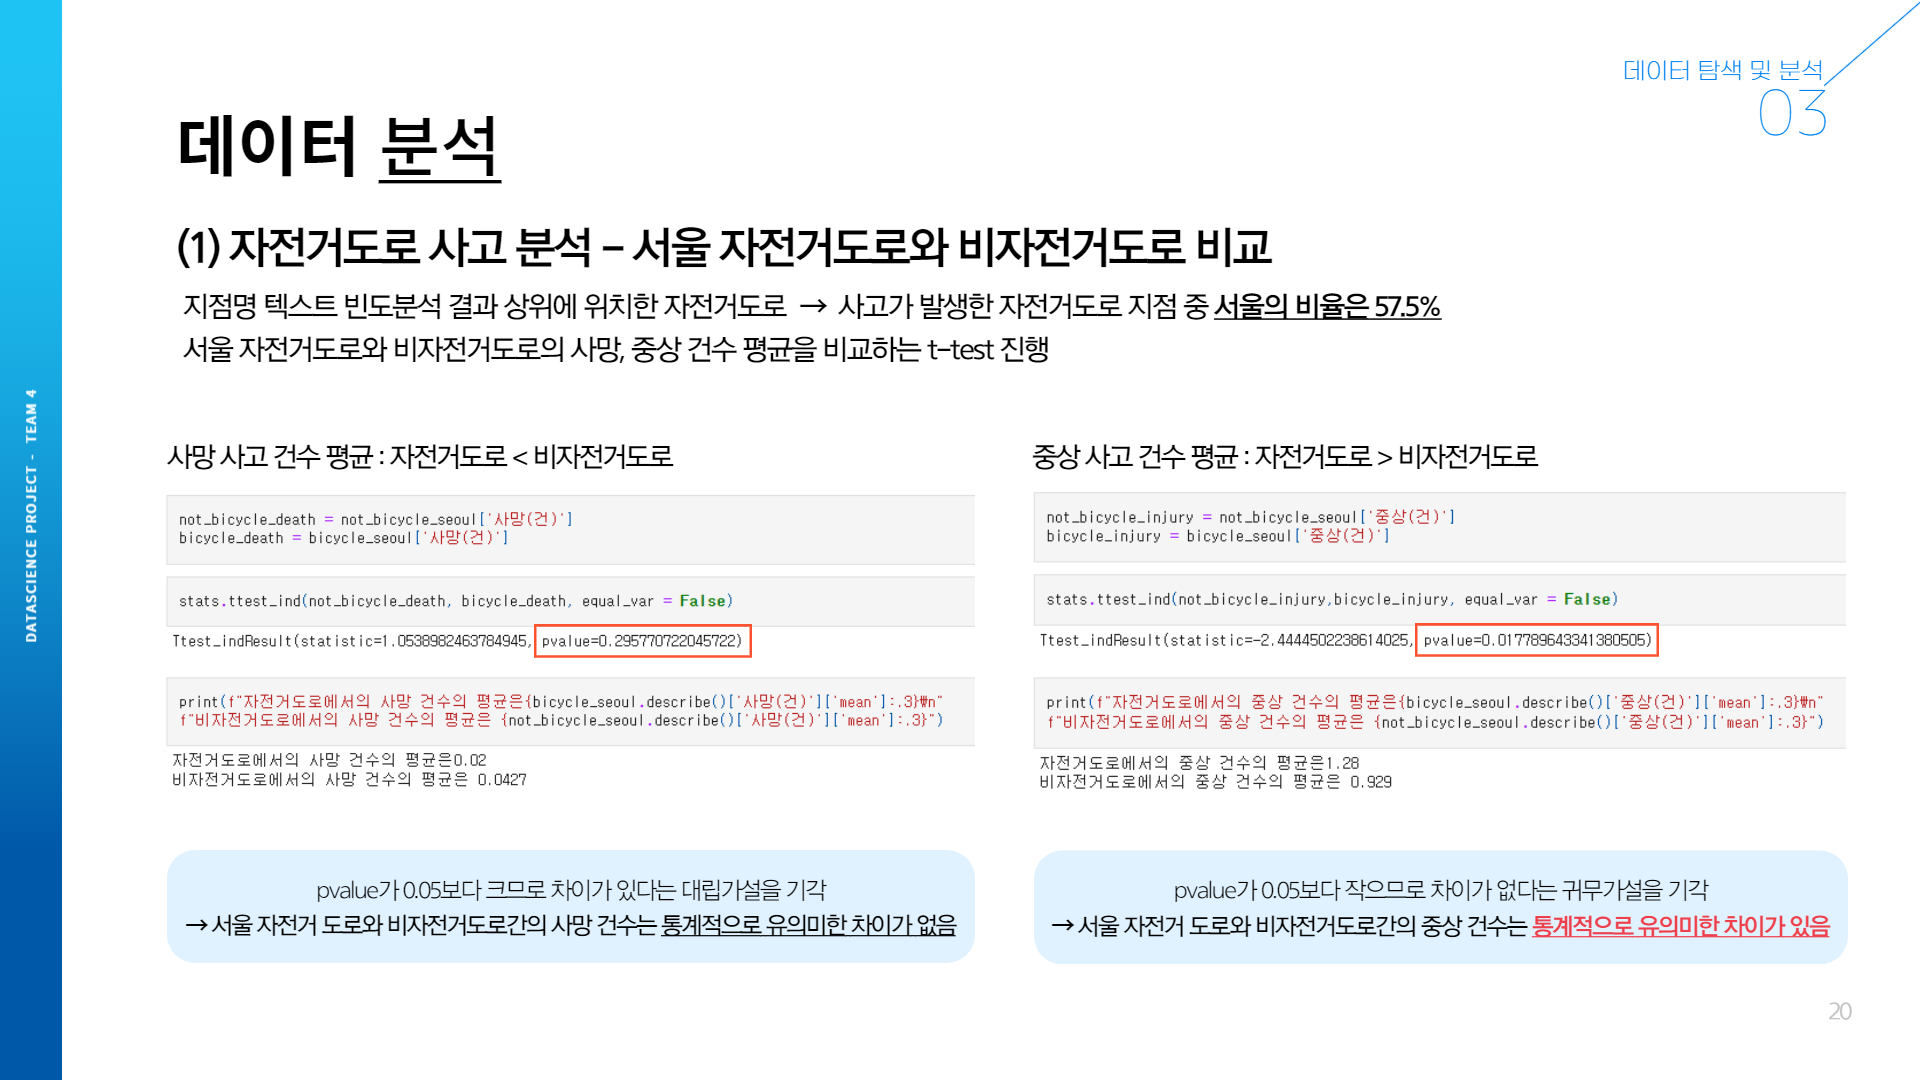 데이터 탐색 및 분석
03
데이터 분석
(1) 자전거도로 사고 분석 – 서울 자전거도로와 비자전거도로 비교
지점명 텍스트 빈도분석 결과 상위에 위치한 자전거도로 → 사고가 발생한 자전거도로 지점 중 서울의 비율은 57.5%
서울 자전거도로와 비자전거도로의 사망, 중상 건수 평균을 비교하는 t-test 진행
DATASCIENCE PROJECT - TEAM 4
사망 사고 건수 평균 : 자전거도로 < 비자전거도로
not_bicycle_death = not_bicycle_seoul['사망(건)']
bicycle_death = bicycle_seoul['사망(건)']
stats.ttest_ind(not_bicycle_death, bicycle_death, equal_var = False)
Ttest_indResult(statistic=1.0538982463784945, pvalue=0.295770722045722)
print(f"자전거도로에서의 사망 건수의 평균은{bicycle_seoul.describe()['사망(건)']['mean']:.3}₩n"
f"비자전거도로에서의 사망 건수의 평균은 {not_bicycle_seoul.describe()['사망(건)']['mean']:.3}")
자전거도로에서의 사망 건수의 평균은0.02
비자전거도로에서의 사망 건수의 평균은 0.0427
pvalue가 0.05보다 크므로 차이가 있다는 대립가설을 기각
→ 서울 자전거 도로와 비자전거도로간의 사망 건수는 통계적으로 유의미한 차이가 없음
중상 사고 건수 평균 : 자전거도로 > 비자전거도로
not_bicycle_injury = not_bicycle_seoul['중상(건)']
bicycle_injury = bicycle_seoul['중상(건)']
stats.ttest_ind(not_bicycle_injury,bicycle_injury, equal_var = False)
Ttest_indResult(statistic=-2.4444502238614025, pvalue=0.017789643341380505)
print(f"자전거도로에서의 중상 건수의 평균은{bicycle_seoul.describe()['중상(건)']['mean']:.3}₩n"
f"비자전거도로에서의 중상 건수의 평균은 {not_bicycle_seoul.describe()['중상(건)']['mean']:.3}")
자전거도로에서의 중상 건수의 평균은1.28
비자전거도로에서의 중상 건수의 평균은 0.929
pvalue가 0.05보다 작으므로 차이가 없다는 귀무가설을 기각
→ 서울 자전거 도로와 비자전거도로간의 중상 건수는 통계적으로 유의미한 차이가 있음
20